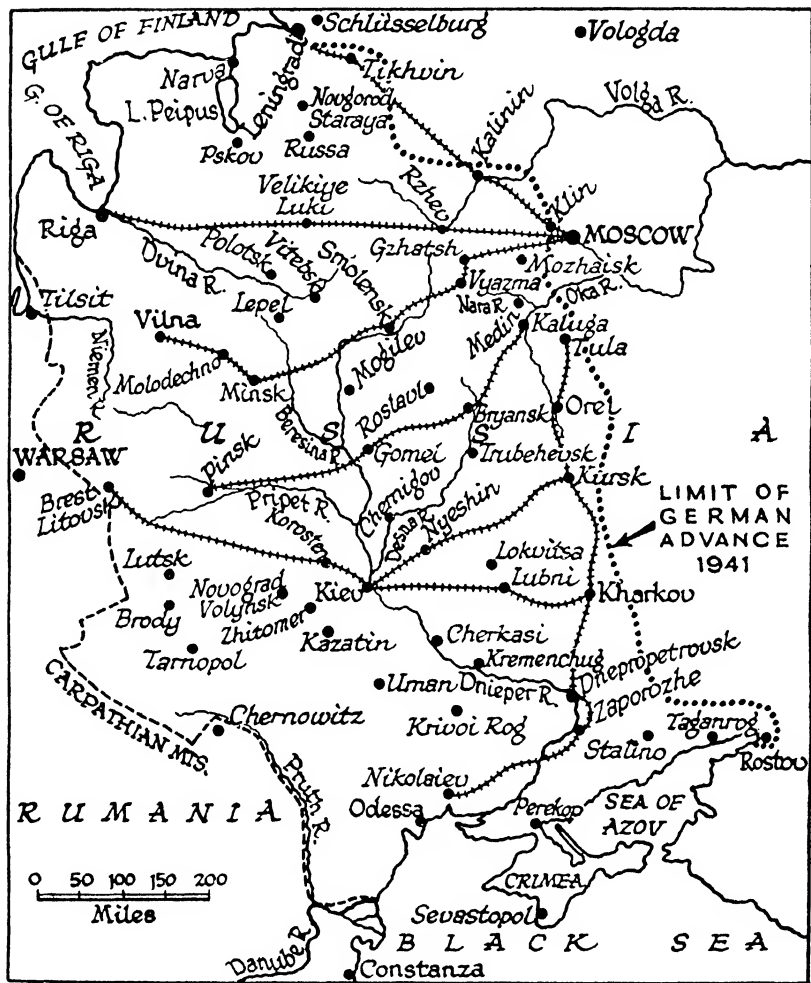 GULF OF FINLAND
Schlüsselburg
Vologda
Narva
Leningrad
Tikhvin
L. Peipus
Novgorod
Staraya
Russa
Pskov
G. OF RIGA
Kalinin
Volga R.
Velikiye
Luki
Rzhev
Klin
Riga
MOSCOW
Gzhatsh
Dvina R.
Polotsk
Vitebsk
Smolensk
Mozhaisk
Vyazma
Oka R.
Nara R.
Tilsit
Lepel
Vilna
Medin
Kaluga
Tula
Niemen R.
Molodechno
Minsk
Mogilev
Roslavl
Bryansk
Orel
RUSSIA
Beresina R.
WARSAW
Pinsk
Gomel
Trubehevsk
Kursk
Brest
Litovsk
Pripet R.
Chernigov
Desna R.
Nyeshin
LIMIT OF
GERMAN
ADVANCE
1941
Korosten
Lutsk
Lokvitsa
Novograd
Volynsk
Kiev
Lubni
Kharkov
Brody
Zhitomer
Kazatin
Cherkasi
Tarnopol
Kremenchug
Dnepropetrovsk
Uman
Dnieper R.
Zaporozhe
CARPATHIAN MTS.
Chernowitz
Krivoi Rog
Stalino
Taganrog
Rostov
Nikolaiev
Pruth R.
RUMANIA
Odessa
Perekop
SEA OF
AZOV
0 50 100 150 200
Miles
CRIMEA
Sevastopol
Danube R.
BLACK SEA
Constanza